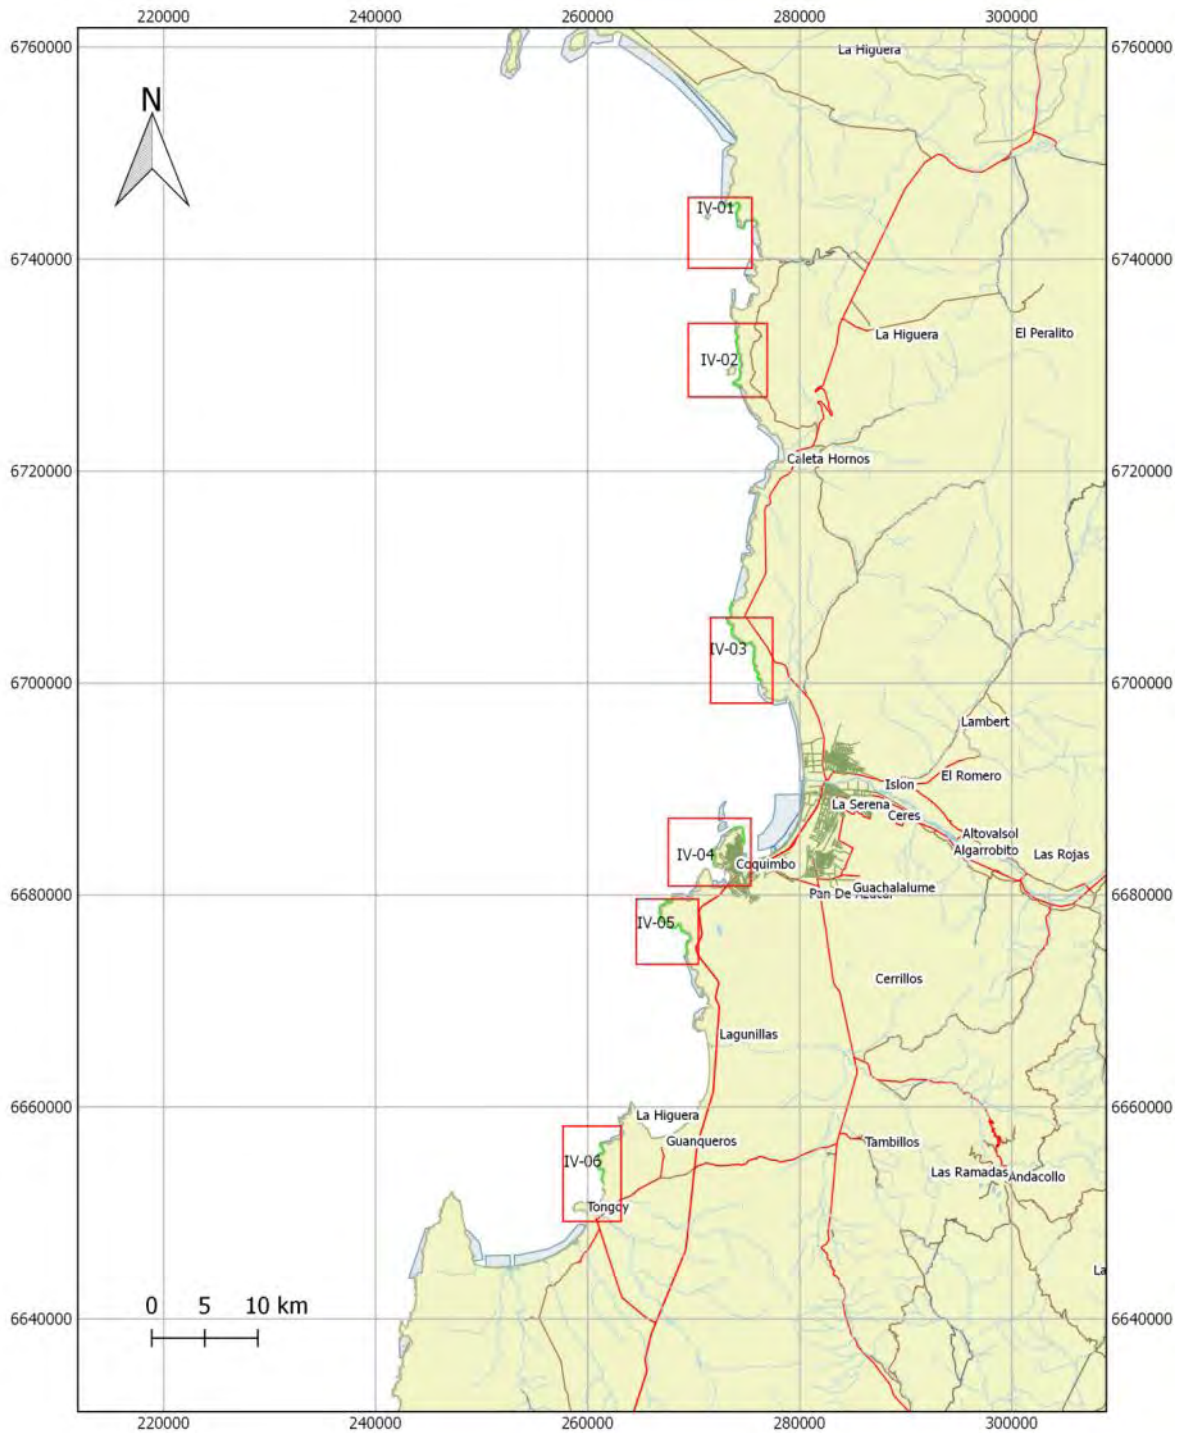 220000 240000 260000 280000 300000
6760000 La Higuera 6760000
N
IV-01
6740000 6740000
La Higuera El Peralito
IV-02
Caleta Hornos
6720000 6720000
IV-03
6700000 6700000
Lambert
El Romero
Islon
La Serena
Ceres
Altovalsol
Algarrobito
Las Rojas
IV-04
Coquimbo
Guachalalume
6680000 Pan De Azucar 6680000
IV-05
Cerrillos
Lagunillas
6660000 6660000
La Higuera
Guanqueros Tambillos
IV-06
Las Ramadas Andacollo
Tongoy
La
0 5 10 km
6640000 6640000
220000 240000 260000 280000 300000